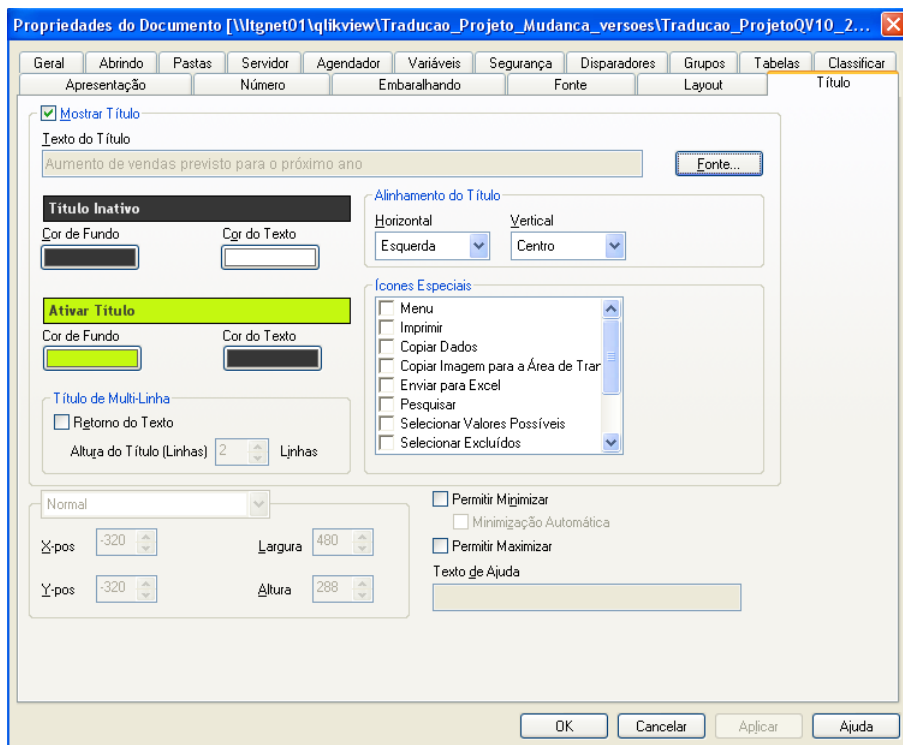 Propriedades do Documento [\\ltgnet01\qlikview\Traducao_Projeto_Mudanca_versoes\Traducao_ProjetoQV10_2...
Geral Abrindo Pastas Servidor Agendador Variáveis Segurança Disparadores Grupos Tabelas Classificar
Apresentação Número Embaralhando Fonte Layout Título
Mostrar Título
Texto do Título
Aumento de vendas previsto para o próximo ano Fonte...
Título Inativo
Cor de Fundo Cor do Texto
Alinhamento do Título
Horizontal Vertical
Esquerda Centro
Ativar Título
Cor de Fundo Cor do Texto
Ícones Especiais
Menu
Imprimir
Copiar Dados
Copiar Imagem para a Área de Tran
Enviar para Excel
Pesquisar
Selecionar Valores Possíveis
Selecionar Excluídos
Título de Multi-Linha
Retorno do Texto
Altura do Título (Linhas) 2 Linhas
Normal
X-pos -320 Largura 480
Y-pos -320 Altura 288
Permitir Minimizar
Minimização Automática
Permitir Maximizar
Texto de Ajuda
OK Cancelar Aplicar Ajuda